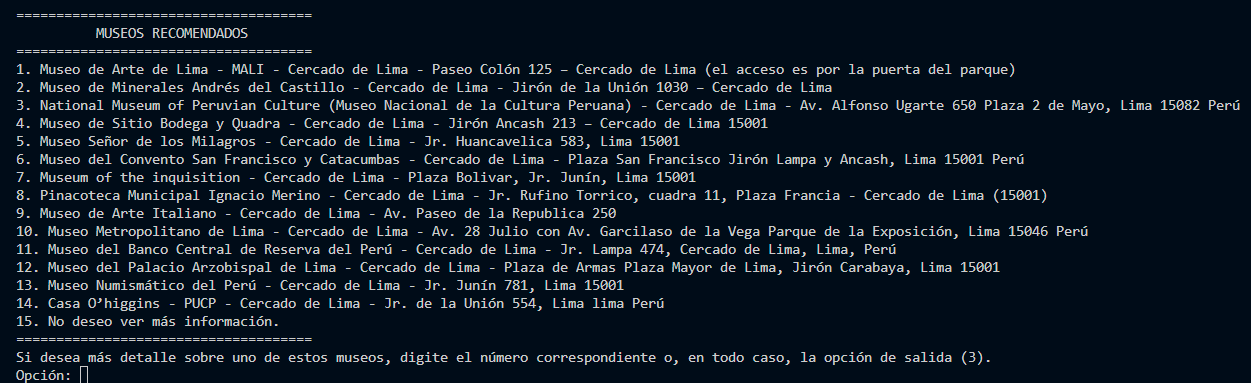 =====================================
MUSEOS RECOMENDADOS
=====================================
1. Museo de Arte de Lima - MALI - Cercado de Lima - Paseo Colón 125 – Cercado de Lima (el acceso es por la puerta del parque)
2. Museo de Minerales Andrés del Castillo - Cercado de Lima - Jirón de la Unión 1030 – Cercado de Lima
3. National Museum of Peruvian Culture (Museo Nacional de la Cultura Peruana) - Cercado de Lima - Av. Alfonso Ugarte 650 Plaza 2 de Mayo, Lima 15082 Perú
4. Museo de Sitio Bodega y Quadra - Cercado de Lima - Jirón Ancash 213 – Cercado de Lima 15001
5. Museo Señor de los Milagros - Cercado de Lima - Jr. Huancavelica 583, Lima 15001
6. Museo del Convento San Francisco y Catacumbas - Cercado de Lima - Plaza San Francisco Jirón Lampa y Ancash, Lima 15001 Perú
7. Museum of the inquisition - Cercado de Lima - Plaza Bolivar, Jr. Junín, Lima 15001
8. Pinacoteca Municipal Ignacio Merino - Cercado de Lima - Jr. Rufino Torrico, cuadra 11, Plaza Francia - Cercado de Lima (15001)
9. Museo de Arte Italiano - Cercado de Lima - Av. Paseo de la Republica 250
10. Museo Metropolitano de Lima - Cercado de Lima - Av. 28 Julio con Av. Garcilaso de la Vega Parque de la Exposición, Lima 15046 Perú
11. Museo del Banco Central de Reserva del Perú - Cercado de Lima - Jr. Lampa 474, Cercado de Lima, Lima, Perú
12. Museo del Palacio Arzobispal de Lima - Cercado de Lima - Plaza de Armas Plaza Mayor de Lima, Jirón Carabaya, Lima 15001
13. Museo Numismático del Perú - Cercado de Lima - Jr. Junín 781, Lima 15001
14. Casa O’higgins - PUCP - Cercado de Lima - Jr. de la Unión 554, Lima lima Perú
15. No deseo ver más información.
=====================================
Si desea más detalle sobre uno de estos museos, digite el número correspondiente o, en todo caso, la opción de salida (3).
Opción: